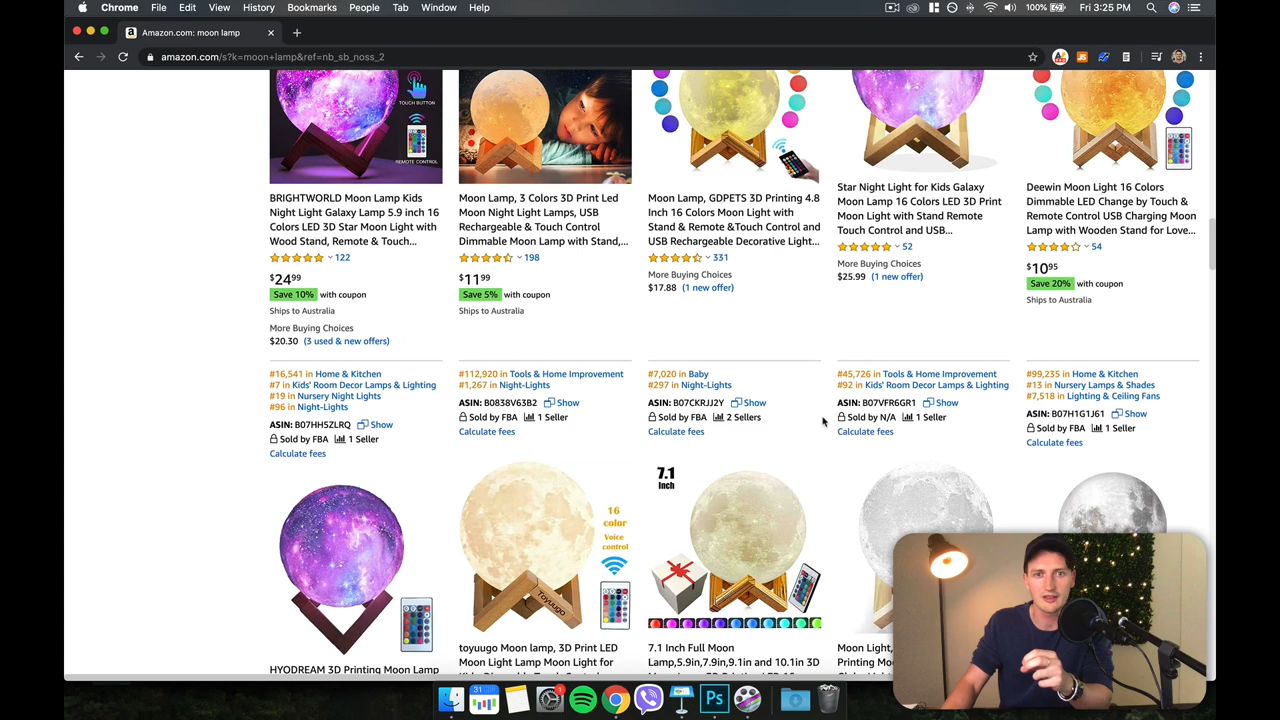 Chrome File Edit View History Bookmarks People Tab Window Help 100% Fri 3:25 PM
Amazon.com: moon lamp
amazon.com/s?k=moon+lamp&ref=nb_sb_noss_2
TOUCH BUTTON
REMOTE CONTROL
BRIGHTWORLD Moon Lamp Kids
Night Light Galaxy Lamp 5.9 inch 16
Colors LED 3D Star Moon Light with
Wood Stand, Remote & Touch...
122
$24.99
Save 10% with coupon
Ships to Australia
More Buying Choices
$20.30 (3 used & new offers)
#16,541 in Home & Kitchen
#7 in Kids' Room Decor Lamps & Lighting
#19 in Nursery Night Lights
#96 in Night-Lights
ASIN: B07HH5ZLRQ Show
Sold by FBA 1 Seller
Calculate fees
Moon Lamp, 3 Colors 3D Print Led
Moon Night Light Lamps, USB
Rechargeable & Touch Control
Dimmable Moon Lamp with Stand,...
198
$11.99
Save 5% with coupon
Ships to Australia
#112,920 in Tools & Home Improvement
#1,267 in Night-Lights
ASIN: B0838V63B2 Show
Sold by FBA 1 Seller
Calculate fees
Moon Lamp, GDPETS 3D Printing 4.8
Inch 16 Colors Moon Light with
Stand & Remote &Touch Control and
USB Rechargeable Decorative Light...
331
More Buying Choices
$17.88 (1 new offer)
#7,020 in Baby
#297 in Night-Lights
ASIN: B07CKRJJ2Y Show
Sold by FBA 2 Sellers
Calculate fees
Star Night Light for Kids Galaxy
Moon Lamp 16 Colors LED 3D Print
Moon Light with Stand Remote
Touch Control and USB...
52
More Buying Choices
$25.99 (1 new offer)
#45,726 in Tools & Home Improvement
#92 in Kids' Room Decor Lamps & Lighting
ASIN: B07VFR6GR1 Show
Sold by N/A 1 Seller
Calculate fees
Deewin Moon Light 16 Colors
Dimmable LED Change by Touch &
Remote Control USB Charging Moon
Lamp with Wooden Stand for Love...
54
$10.95
Save 20% with coupon
Ships to Australia
#99,235 in Home & Kitchen
#13 in Nursery Lamps & Shades
#7,518 in Lighting & Ceiling Fans
ASIN: B07H1G1J61 Show
Sold by FBA 1 Seller
Calculate fees
HYODREAM 3D Printing Moon Lamp
16
color
Voice
control
Toyuugo
toyuugo Moon lamp, 3D Print LED
Moon Light Lamp Moon Light for
7.1
Inch
7.1 Inch Full Moon
Lamp,5.9in,7.9in,9.1in and 10.1in 3D
Moon Light,
Printing Mo
31
Ps